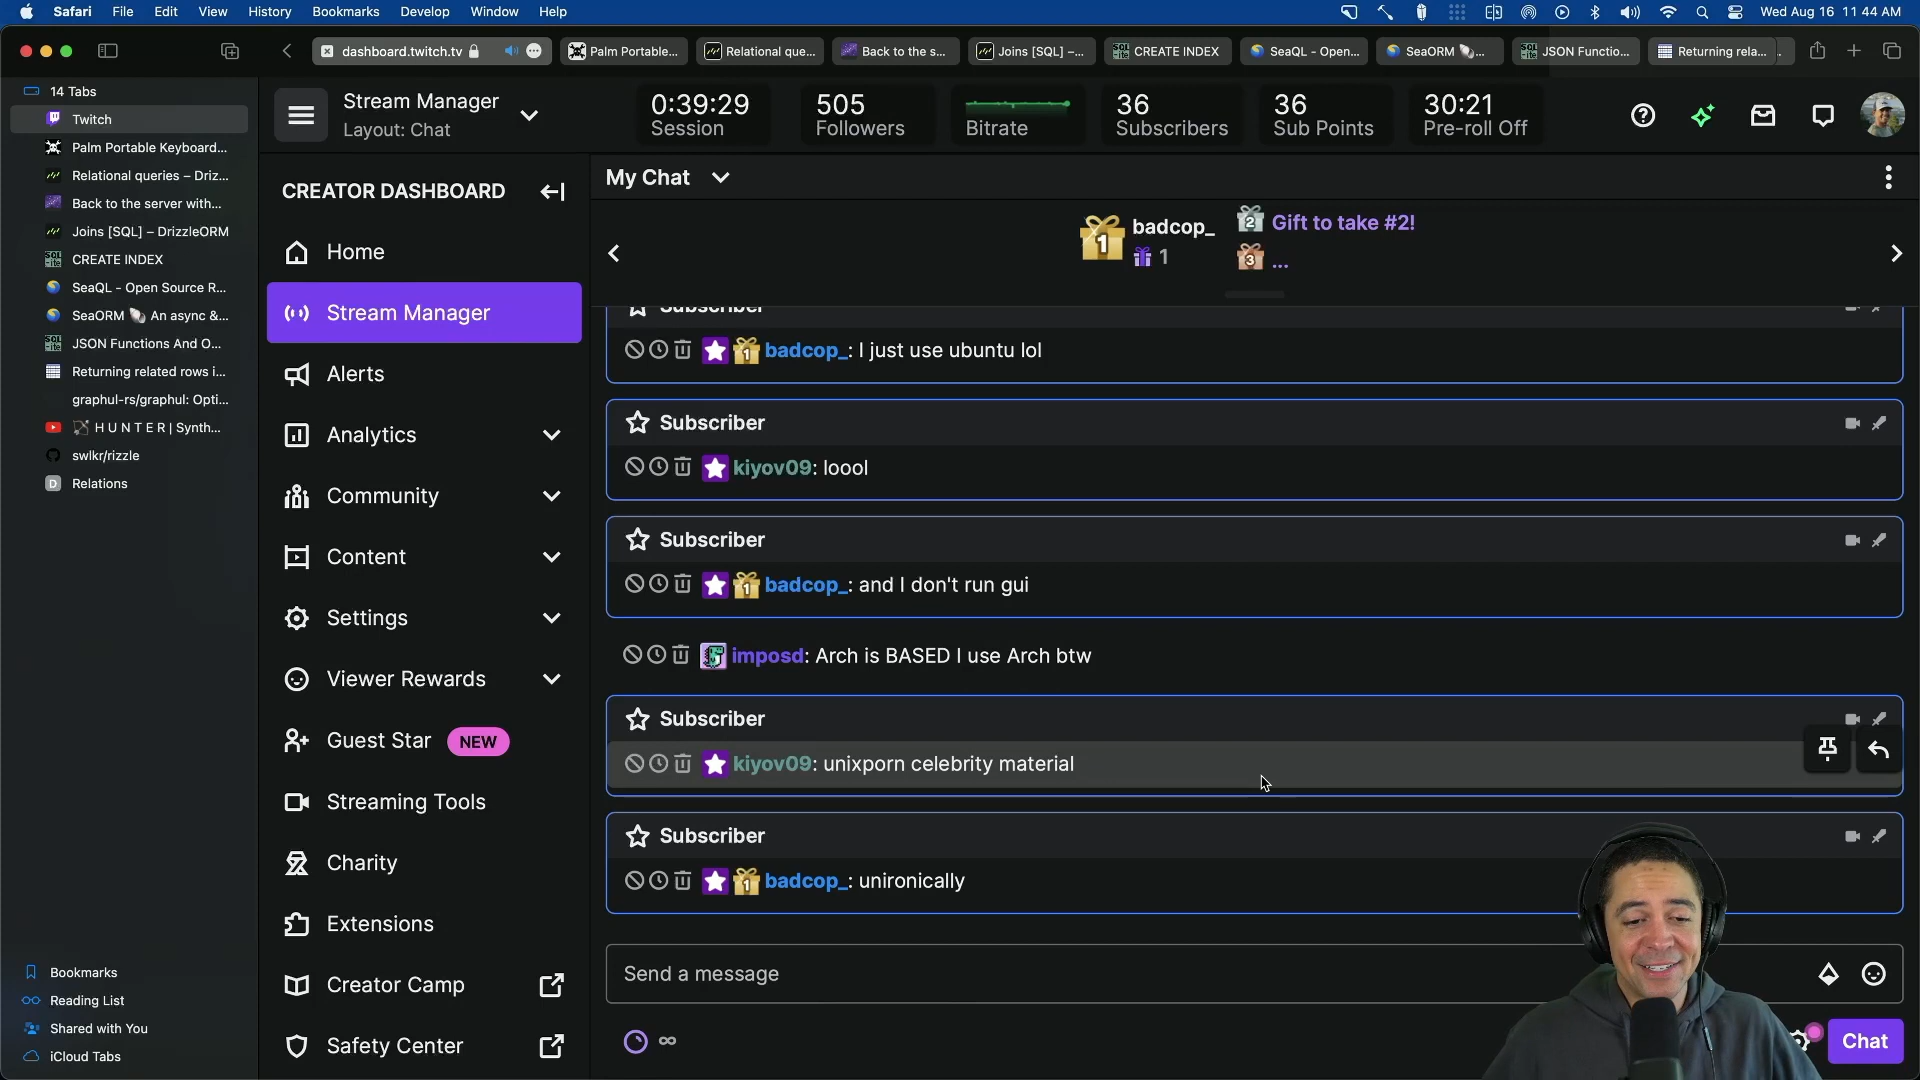 Safari File Edit View History Bookmarks Develop Window Help
Wed Aug 16 11 44 AM
dashboard.twitch.tv
Palm Portable...
Relational que...
Back to the s...
Joins [SQL] –...
CREATE INDEX
SeaQL - Open...
SeaORM 🐚...
JSON Functio...
Returning rela...
14 Tabs
Twitch
Palm Portable Keyboard...
Relational queries – Driz...
Back to the server with...
Joins [SQL] – DrizzleORM
CREATE INDEX
SeaQL - Open Source R...
SeaORM 🐚 An async &...
JSON Functions And O...
Returning related rows i...
graphul-rs/graphul: Opti...
H U N T E R | Synth...
swlkr/rizzle
D Relations
Bookmarks
Reading List
Shared with You
iCloud Tabs
Stream Manager
Layout: Chat
0:39:29
Session
505
Followers
Bitrate
36
Subscribers
36
Sub Points
30:21
Pre-roll Off
CREATOR DASHBOARD
Home
Stream Manager
Alerts
Analytics
Community
Content
Settings
Viewer Rewards
Guest Star NEW
Streaming Tools
Charity
Extensions
Creator Camp
Safety Center
My Chat
1 badcop_
1
2 Gift to take #2!
3 ...
Subscriber
1 badcop_: I just use ubuntu lol
Subscriber
kiyov09: loool
Subscriber
1 badcop_: and I don't run gui
imposd: Arch is BASED I use Arch btw
Subscriber
kiyov09: unixporn celebrity material
Subscriber
1 badcop_: unironically
Send a message
∞
Chat